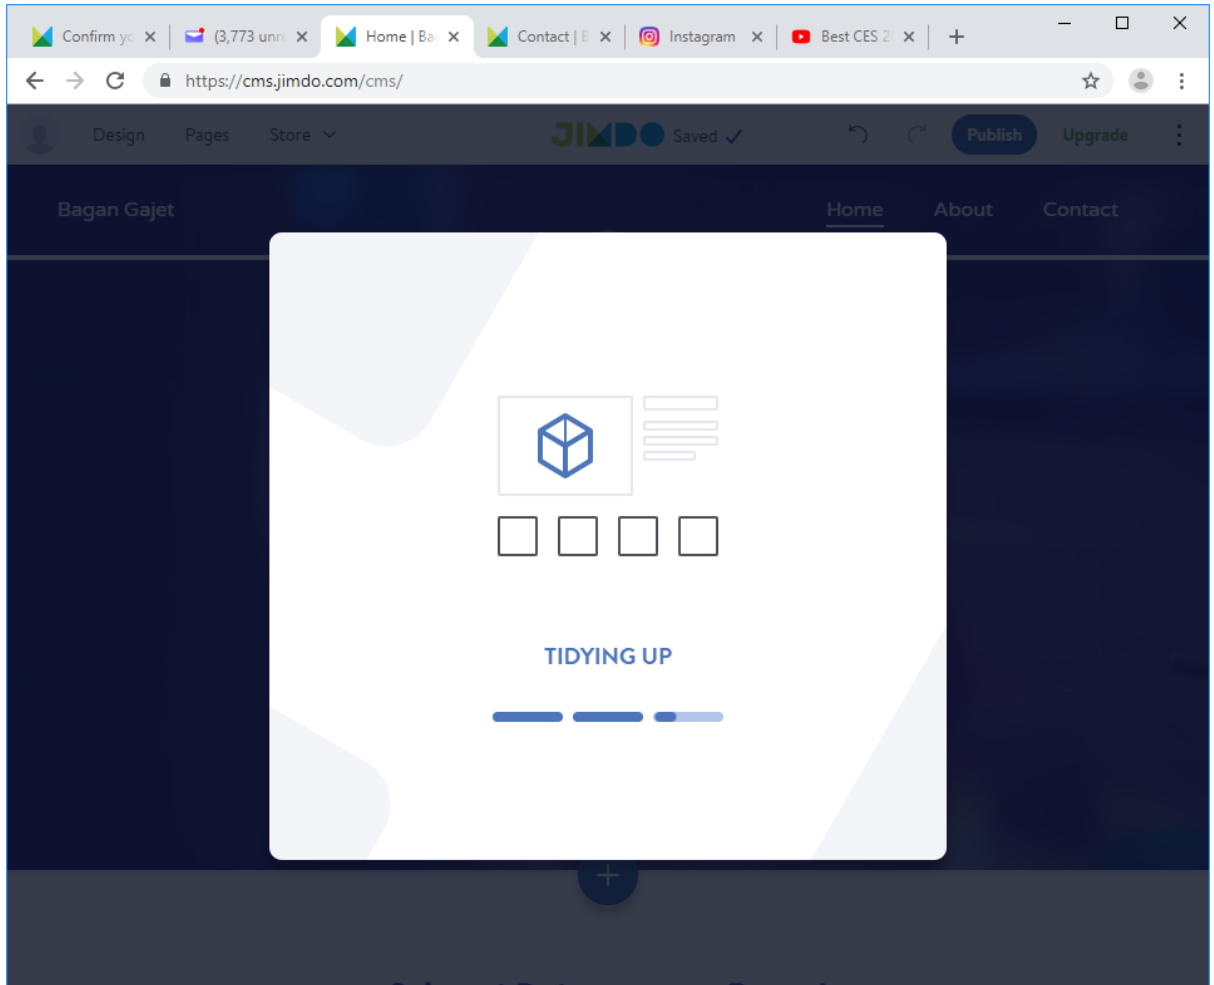 Confirm yo
(3,773 unre
Home | Ba
Contact | B
Instagram
Best CES 2
https://cms.jimdo.com/cms/
Design Pages Store
JIMDO Saved
Publish Upgrade
Bagan Gajet
Home About Contact
TIDYING UP